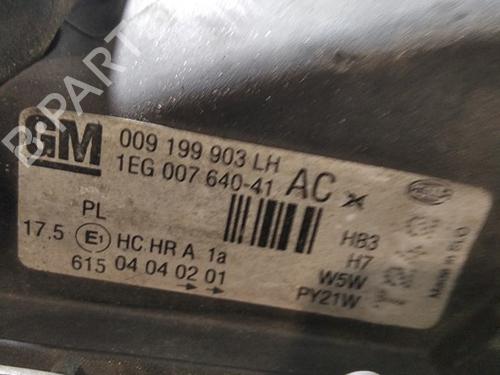 B-PARTS
GM
009 199 903 LH
1EG 007 640-41
AC
HELLA
PL
17.5 E1 HC HR A 1a
615 04 04 02 01
HB3
H7
W5W
PY21W
Made in